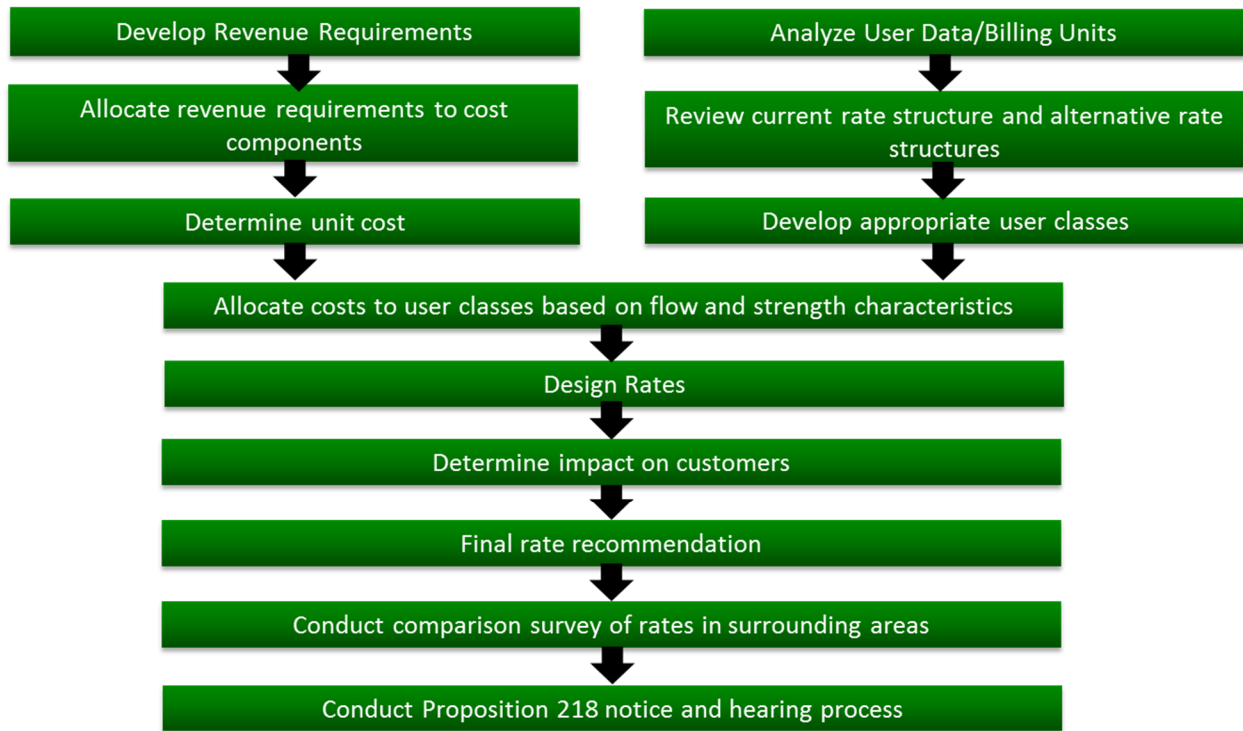 Develop Revenue Requirements
Analyze User Data/Billing Units
Allocate revenue requirements to cost
components
Review current rate structure and alternative rate
structures
Determine unit cost
Develop appropriate user classes
Allocate costs to user classes based on flow and strength characteristics
Design Rates
Determine impact on customers
Final rate recommendation
Conduct comparison survey of rates in surrounding areas
Conduct Proposition 218 notice and hearing process